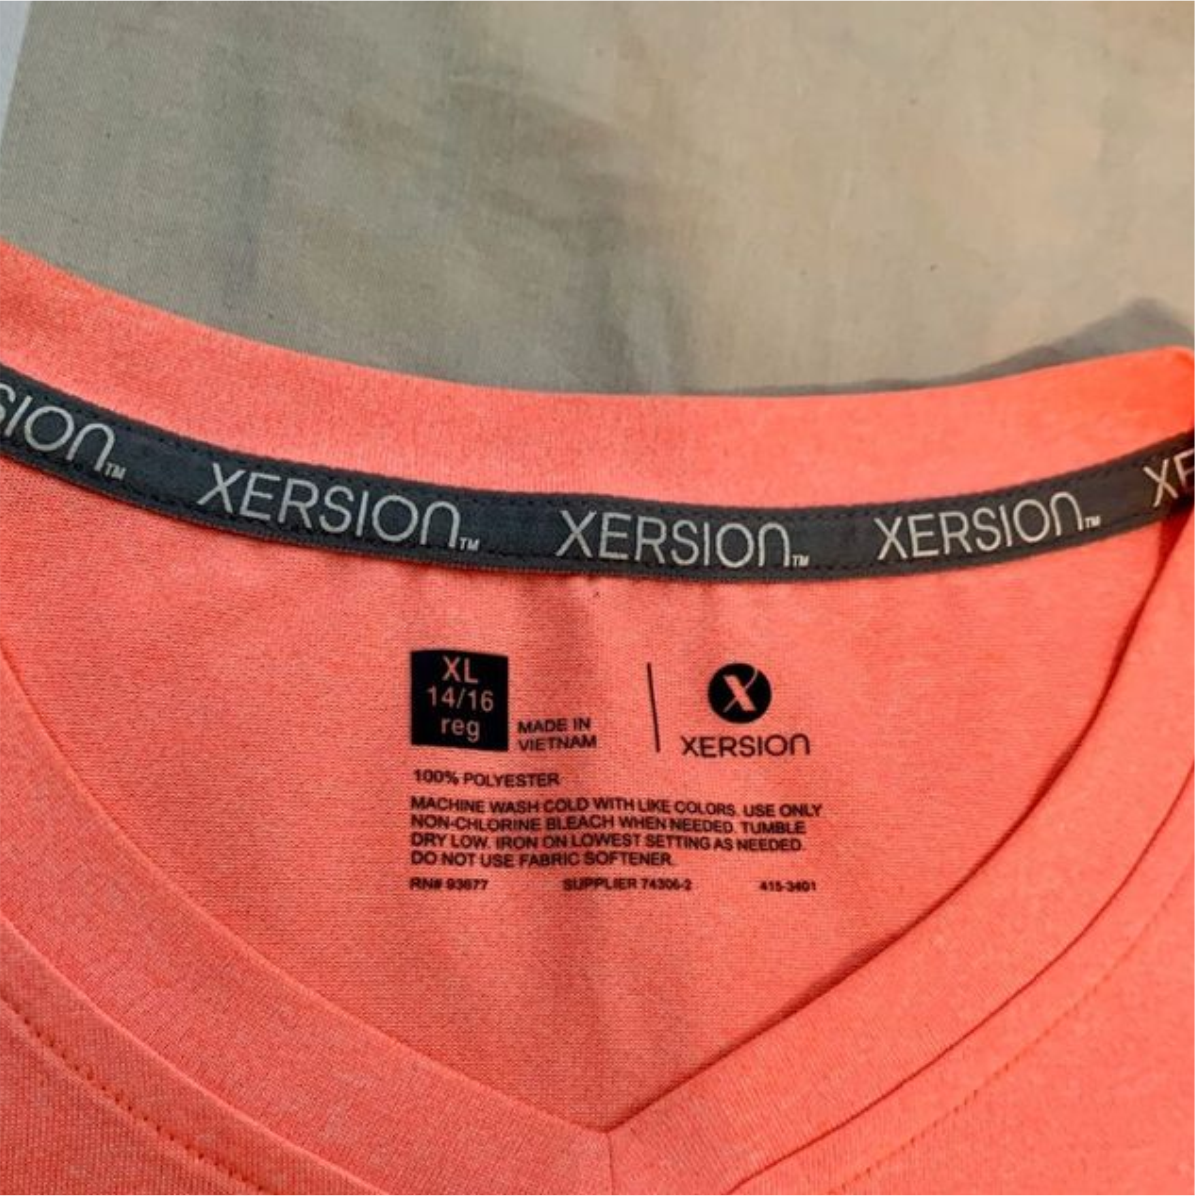 SION™ XERSION™ XERSION™ XERSION™ XE
XL
14/16
reg
MADE IN
VIETNAM
XERSION
100% POLYESTER
MACHINE WASH COLD WITH LIKE COLORS. USE ONLY
NON-CHLORINE BLEACH WHEN NEEDED. TUMBLE
DRY LOW. IRON ON LOWEST SETTING AS NEEDED.
DO NOT USE FABRIC SOFTENER.
RN# 93677 SUPPLIER 74306-2 415-3401